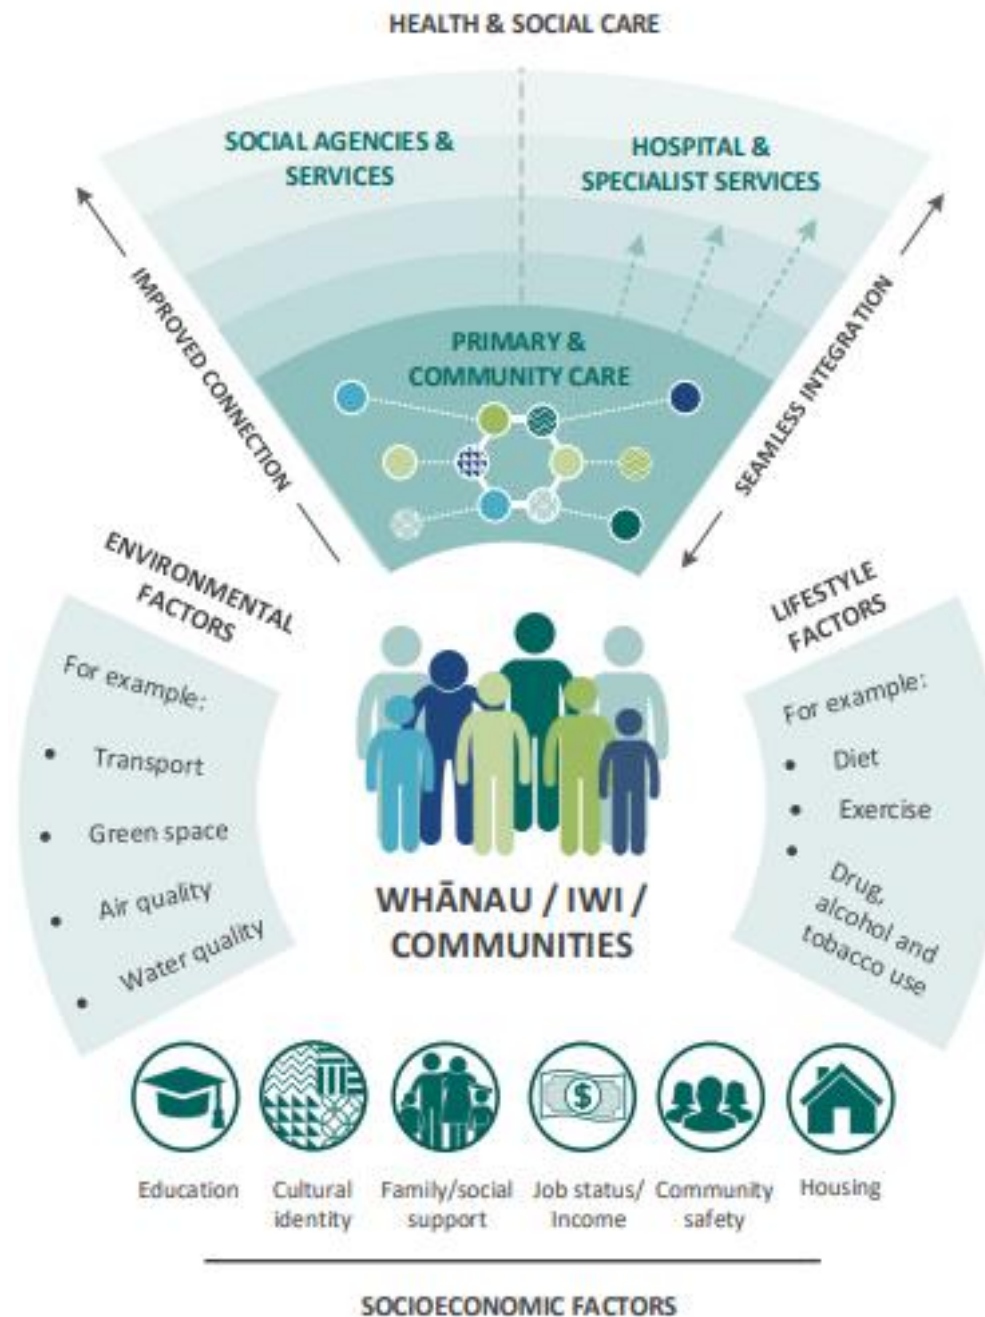 HEALTH & SOCIAL CARE
SOCIAL AGENCIES &
SERVICES
HOSPITAL &
SPECIALIST SERVICES
IMPROVED CONNECTION
SEAMLESS INTEGRATION
PRIMARY &
COMMUNITY CARE
ENVIRONMENTAL
FACTORS
For example:
• Transport
• Green space
• Air quality
• Water quality
LIFESTYLE
FACTORS
For example:
• Diet
• Exercise
• Drug,
alcohol and
tobacco use
WHĀNAU / IWI /
COMMUNITIES
$
Education
Cultural
identity
Family/social
support
Job status/
Income
Community
safety
Housing
SOCIOECONOMIC FACTORS